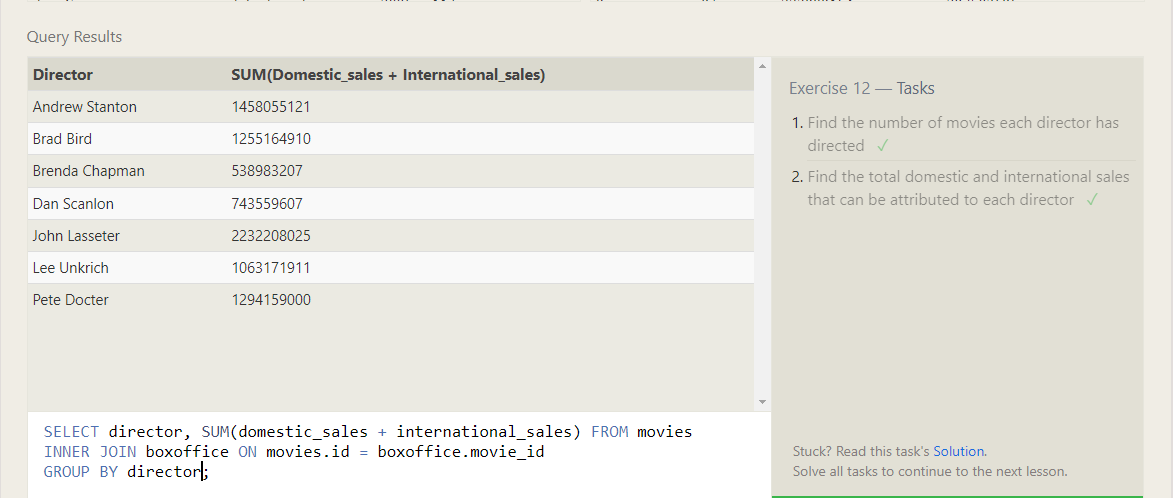 Query Results
Director SUM(Domestic_sales + International_sales)
Andrew Stanton 1458055121
Brad Bird 1255164910
Brenda Chapman 538983207
Dan Scanlon 743559607
John Lasseter 2232208025
Lee Unkrich 1063171911
Pete Docter 1294159000
SELECT director, SUM(domestic_sales + international_sales) FROM movies
INNER JOIN boxoffice ON movies.id = boxoffice.movie_id
GROUP BY director;
Exercise 12 — Tasks
1. Find the number of movies each director has
directed ✓
2. Find the total domestic and international sales
that can be attributed to each director ✓
Stuck? Read this task's Solution.
Solve all tasks to continue to the next lesson.